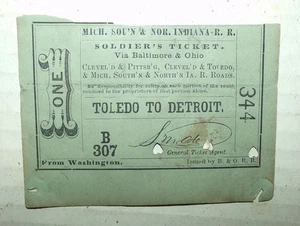 MICH. SOU'N & NOR. INDIANA R. R.
SOLDIER'S TICKET.
Via Baltimore & Ohio
CLEVEL'D & PITTSB'G, CLEVEL'D & TOLEDO,
& MICH. SOUTH'N & NORTH'N IA. R. ROADS.
TOLEDO TO DETROIT.
ONE
344
B
307
General Ticket Agent.
From Washington.
Issued by B. & O. R. R.